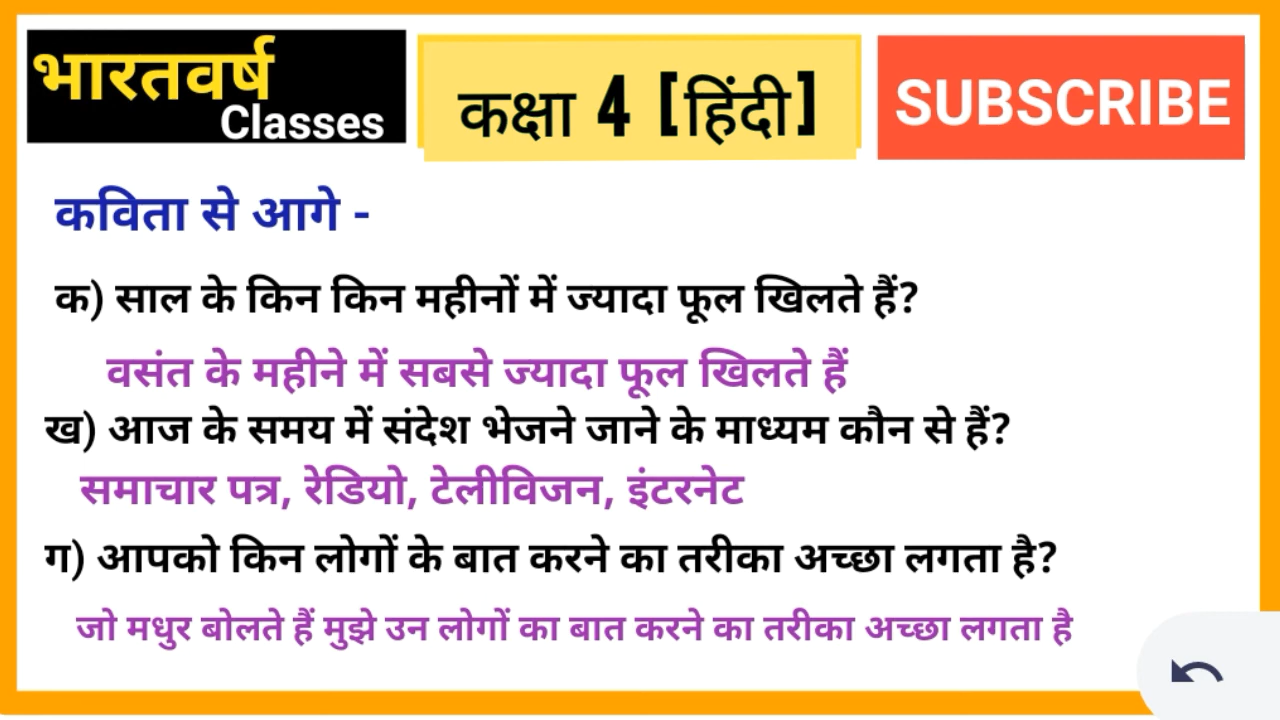 भारतवर्ष
Classes
कक्षा 4 [हिंदी]
SUBSCRIBE
कविता से आगे -
क) साल के किन किन महीनों में ज्यादा फूल खिलते हैं?
वसंत के महीने में सबसे ज्यादा फूल खिलते हैं
ख) आज के समय में संदेश भेजने जाने के माध्यम कौन से हैं?
समाचार पत्र, रेडियो, टेलीविजन, इंटरनेट
ग) आपको किन लोगों के बात करने का तरीका अच्छा लगता है?
जो मधुर बोलते हैं मुझे उन लोगों का बात करने का तरीका अच्छा लगता है